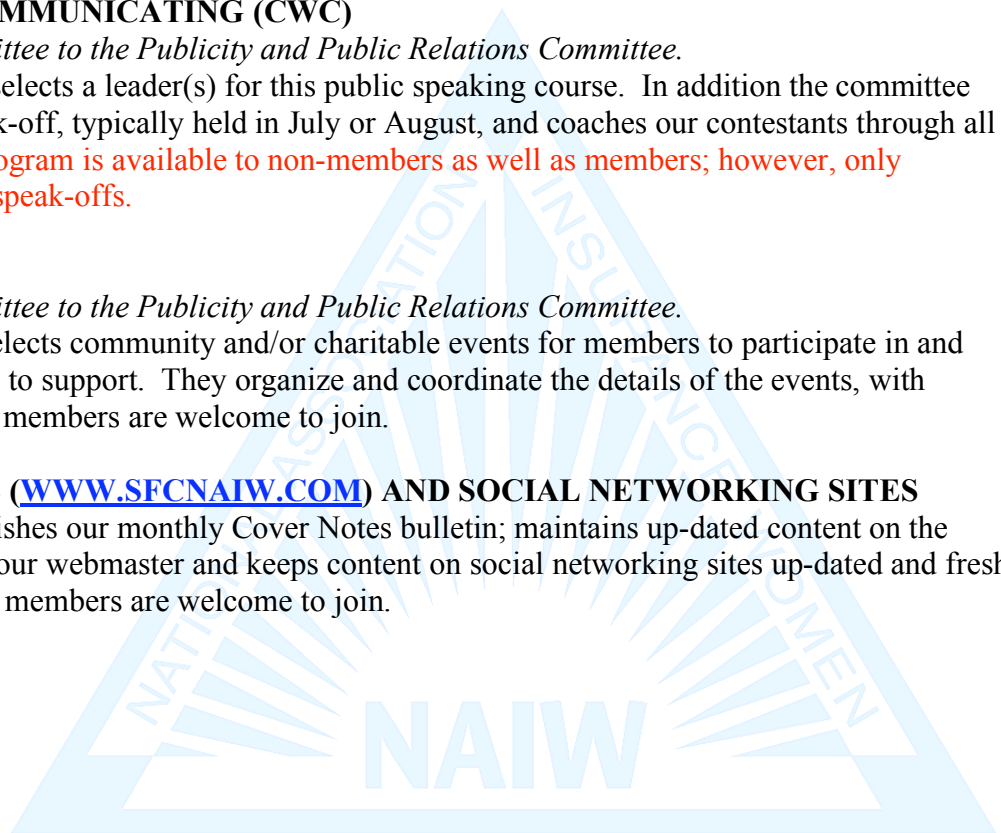 MMUNICATING (CWC)
ittee to the Publicity and Public Relations Committee.
elects a leader(s) for this public speaking course.  In addition the committee
k-off, typically held in July or August, and coaches our contestants through all
ogram is available to non-members as well as members; however, only
speak-offs.
ittee to the Publicity and Public Relations Committee.
elects community and/or charitable events for members to participate in and
to support.  They organize and coordinate the details of the events, with
members are welcome to join.
(WWW.SFCNAIW.COM) AND SOCIAL NETWORKING SITES
ishes our monthly Cover Notes bulletin; maintains up-dated content on the
our webmaster and keeps content on social networking sites up-dated and fresh
members are welcome to join.
NATIONAL ASSOCIATION
INSURANCE WOMEN
NAIW